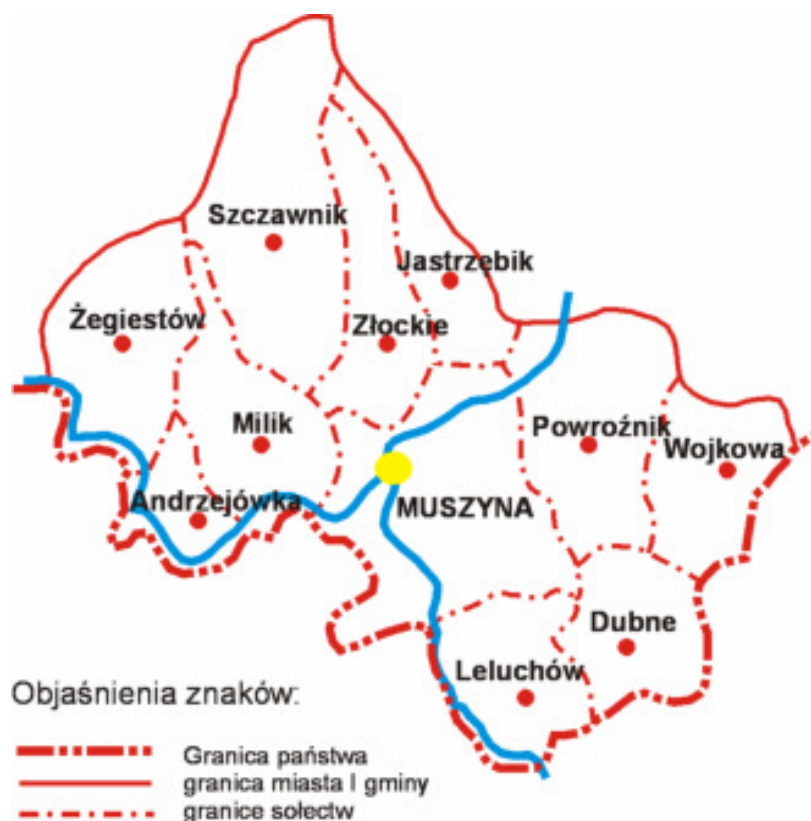 Szczawnik
Jastrzębik
Żegiestów
Złockie
Milik
Powroźnik
Wojkowa
Andrzejówka
MUSZYNA
Dubne
Leluchów
Objaśnienia znaków:
Granica państwa
granica miasta I gminy
granice sołectw